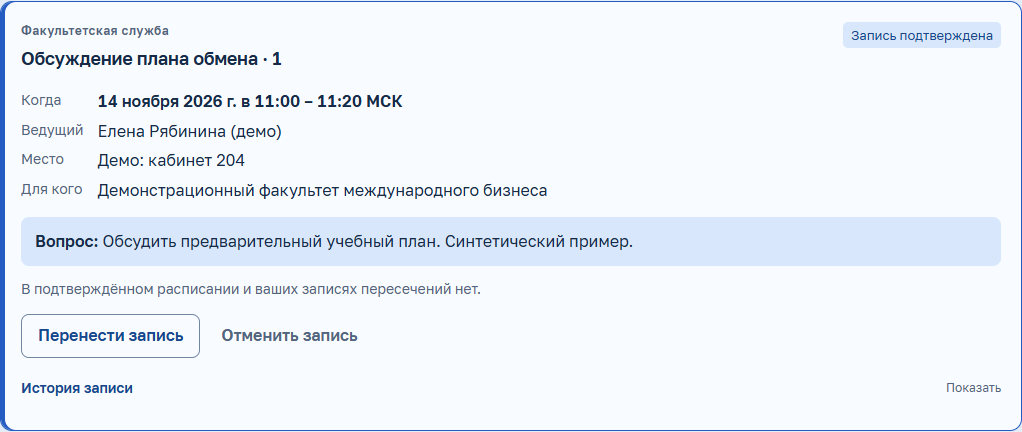 Факультетская служба
Запись подтверждена
Обсуждение плана обмена · 1
Когда 14 ноября 2026 г. в 11:00 – 11:20 МСК
Ведущий Елена Рябинина (демо)
Место Демо: кабинет 204
Для кого Демонстрационный факультет международного бизнеса
Вопрос: Обсудить предварительный учебный план. Синтетический пример.
В подтверждённом расписании и ваших записях пересечений нет.
Перенести запись Отменить запись
История записи Показать